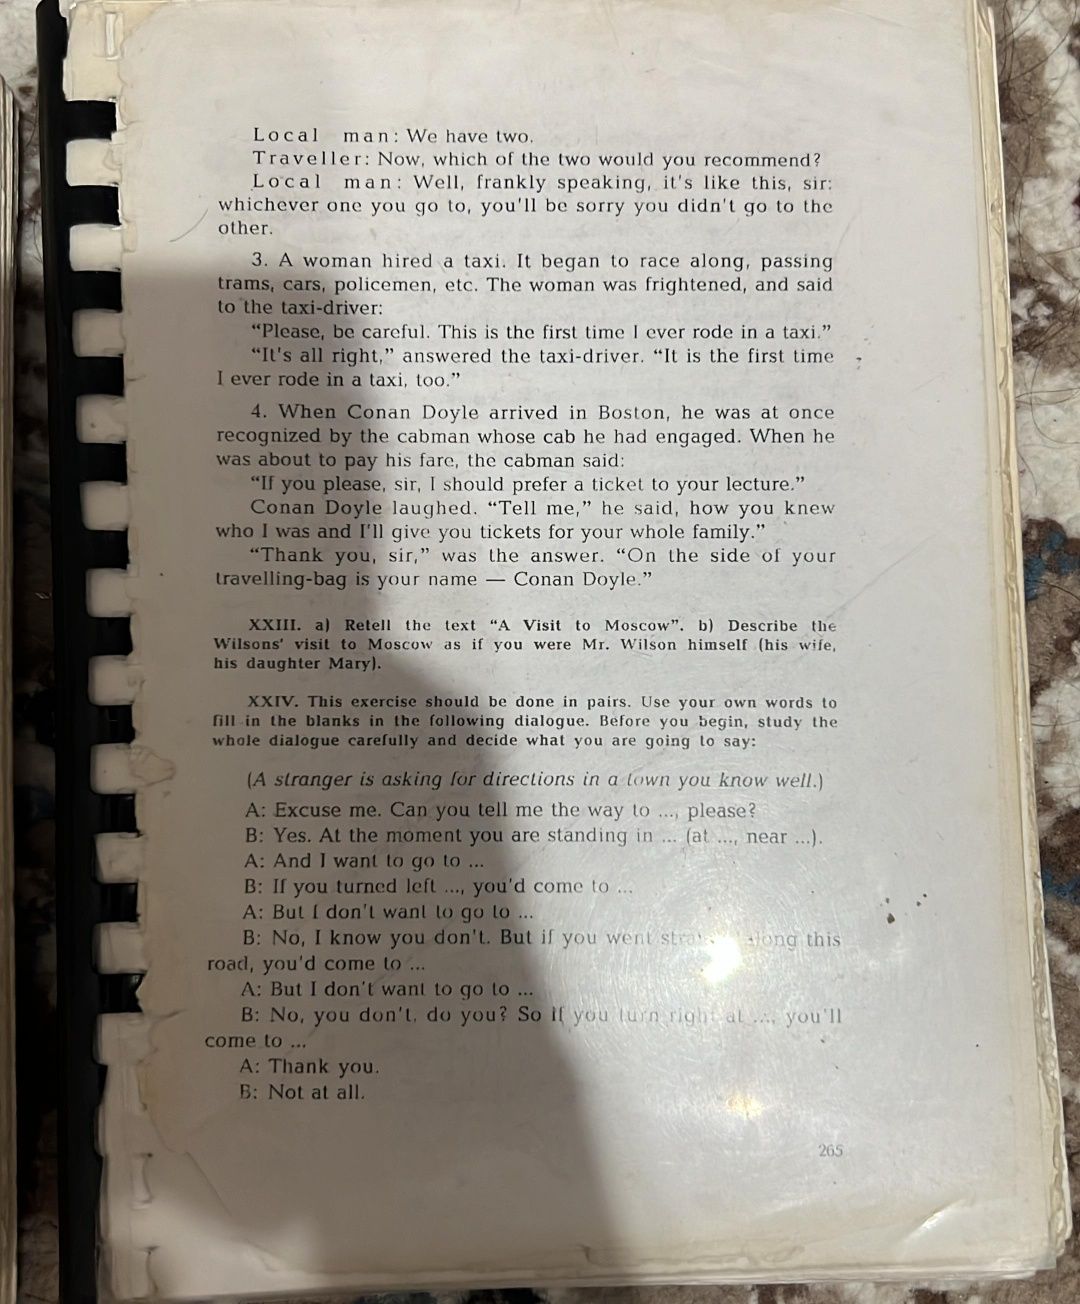 Local man: We have two.
Traveller: Now, which of the two would you recommend?
Local man: Well, frankly speaking, it's like this, sir:
whichever one you go to, you'll be sorry you didn't go to the
other.
3. A woman hired a taxi. It began to race along, passing
trams, cars, policemen, etc. The woman was frightened, and said
to the taxi-driver:
“Please, be careful. This is the first time I ever rode in a taxi.”
“It's all right,” answered the taxi-driver. “It is the first time
I ever rode in a taxi, too.”
4. When Conan Doyle arrived in Boston, he was at once
recognized by the cabman whose cab he had engaged. When he
was about to pay his fare, the cabman said:
“If you please, sir, I should prefer a ticket to your lecture.”
Conan Doyle laughed. “Tell me,” he said, how you knew
who I was and I'll give you tickets for your whole family.”
“Thank you, sir,” was the answer. “On the side of your
travelling-bag is your name — Conan Doyle.”
XXIII. a) Retell the text “A Visit to Moscow”. b) Describe the
Wilsons' visit to Moscow as if you were Mr. Wilson himself (his wife,
his daughter Mary).
XXIV. This exercise should be done in pairs. Use your own words to
fill in the blanks in the following dialogue. Before you begin, study the
whole dialogue carefully and decide what you are going to say:
(A stranger is asking for directions in a town you know well.)
A: Excuse me. Can you tell me the way to ..., please?
B: Yes. At the moment you are standing in ... (at ..., near ...).
A: And I want to go to ...
B: If you turned left ..., you'd come to ...
A: But I don't want to go to ...
B: No, I know you don't. But if you went along this
road, you'd come to ...
A: But I don't want to go to ...
B: No, you don't, do you? So if you turn right at ..., you'll
come to ...
A: Thank you.
B: Not at all.
265